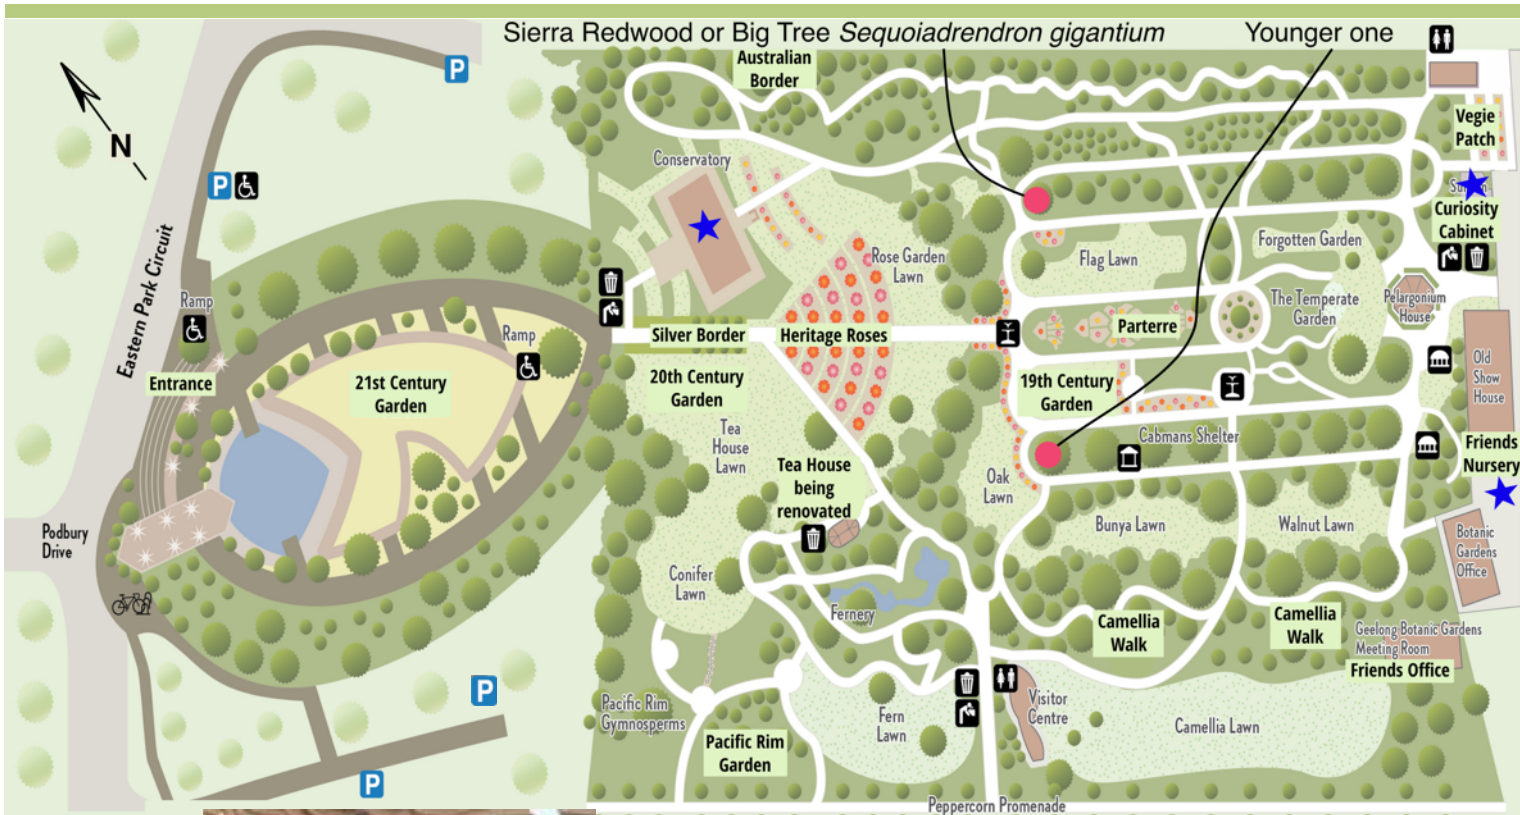 Sierra Redwood or Big Tree Sequoiadrendron gigantium
Younger one
Australian
Border
P
N
P
Vegie
Patch
Conservatory
Curiosity
Cabinet
Eastern Park Circuit
Rose Garden
Lawn
Flag Lawn
Forgotten Garden
Ramp
The Temperate
Garden
Pelargonium
House
Silver Border
Heritage Roses
Parterre
Ramp
Entrance
21st Century
Garden
20th Century
Garden
19th Century
Garden
Old
Show
House
Tea
House
Lawn
Cabmans Shelter
Friends
Nursery
Tea House
being
renovated
Oak
Lawn
Bunya Lawn
Walnut Lawn
Podbury
Drive
Botanic
Gardens
Office
Conifer
Lawn
Fernery
Camellia
Walk
Camellia
Walk
Geelong Botanic Gardens
Meeting Room
Friends Office
P
Pacific Rim
Gymnosperms
Visitor
Centre
Fern
Lawn
Camellia Lawn
Pacific Rim
Garden
P
Peppercorn Promenade